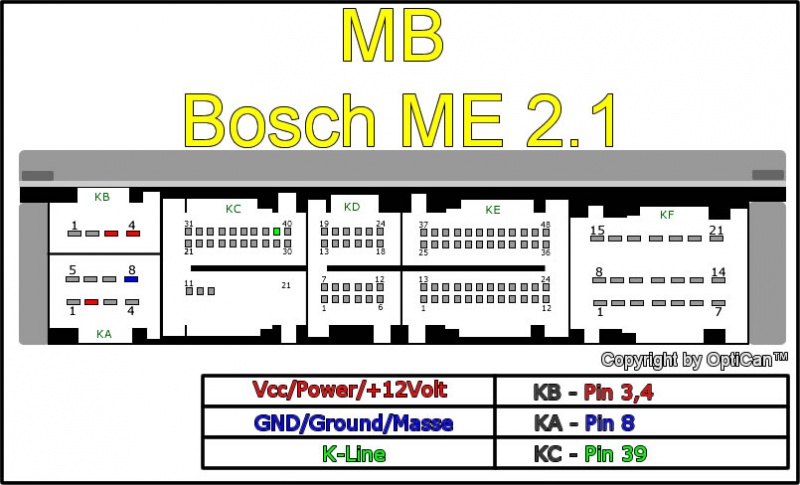 MB
Bosch ME 2.1
KB
1 4
5 8
1 4
KA
KC
31 40
21 30
11 21
KD
19 24
13 18
7 12
1 6
KE
37 48
25 36
13 24
1 12
KF
15 21
8 14
1 7
Copyright by OptiCan™
Vcc/Power/+12Volt KB - Pin 3,4
GND/Ground/Masse KA - Pin 8
K-Line KC - Pin 39